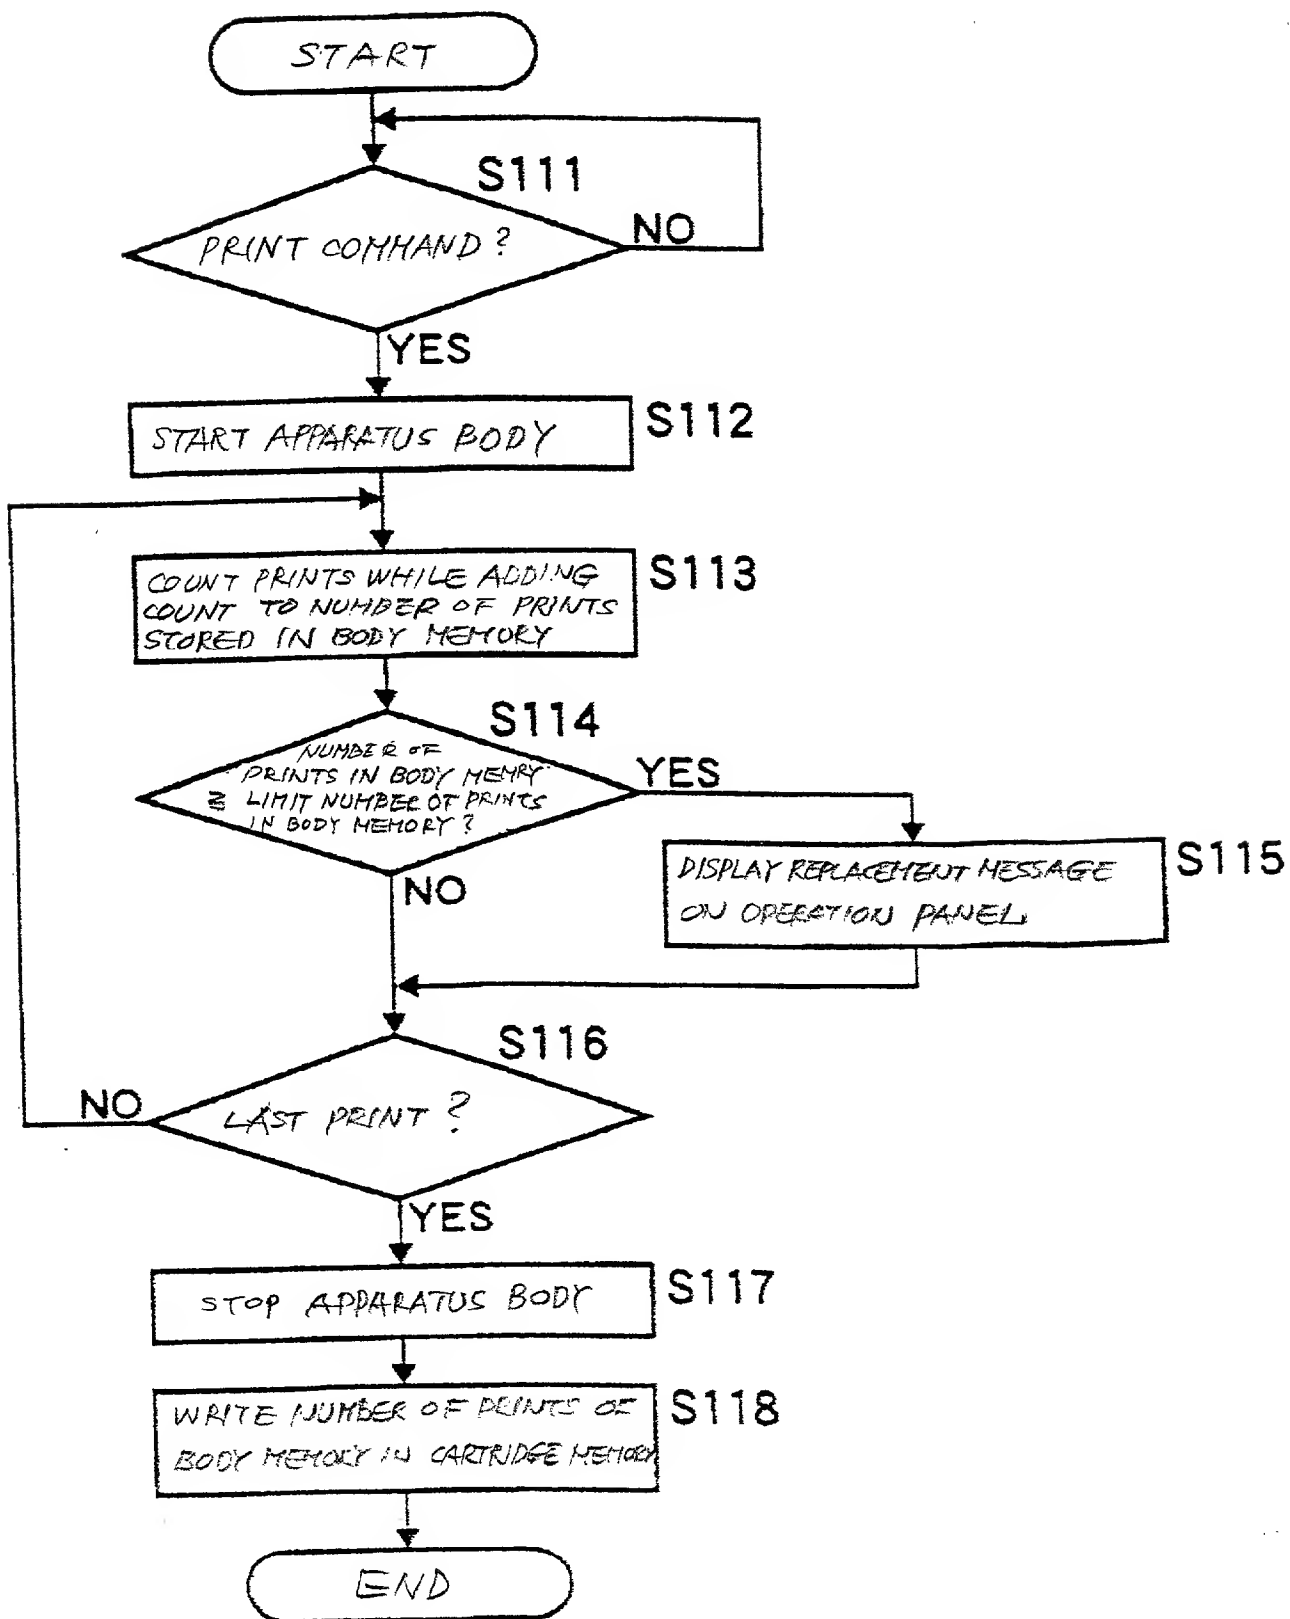 START
S111
PRINT COMMAND?
NO
YES
START APPARATUS BODY
S112
COUNT PRINTS WHILE ADDING
COUNT TO NUMBER OF PRINTS
STORED IN BODY MEMORY
S113
S114
NUMBER OF
PRINTS IN BODY MEMRY
≧ LIMIT NUMBER OF PRINTS
IN BODY MEMORY?
YES
NO
DISPLAY REPLACEMENT MESSAGE
ON OPERATION PANEL
S115
S116
LAST PRINT?
NO
YES
STOP APPARATUS BODY
S117
WRITE NUMBER OF PRINTS OF
BODY MEMORY IN CARTRIDGE MEMORY
S118
END